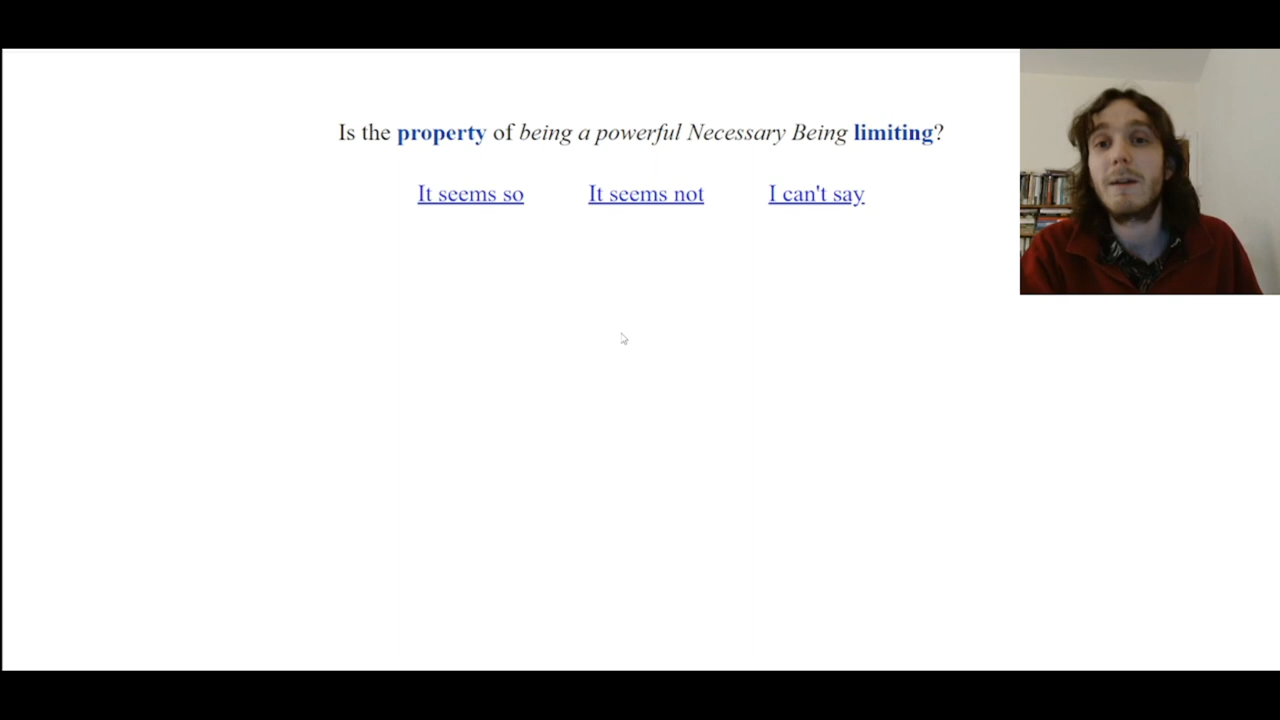 Is the property of being a powerful Necessary Being limiting?
It seems so It seems not I can't say